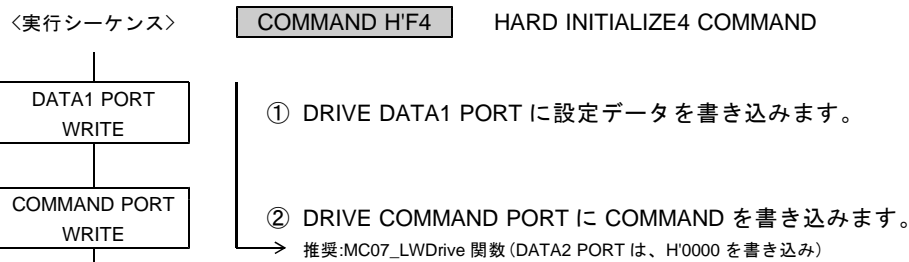 〈実行シーケンス〉 COMMAND H'F4 HARD INITIALIZE4 COMMAND
DATA1 PORT
WRITE
① DRIVE DATA1 PORT に設定データを書き込みます。
COMMAND PORT
WRITE
② DRIVE COMMAND PORT に COMMAND を書き込みます。
推奨:MC07_LWDrive 関数(DATA2 PORT は、H'0000 を書き込み)